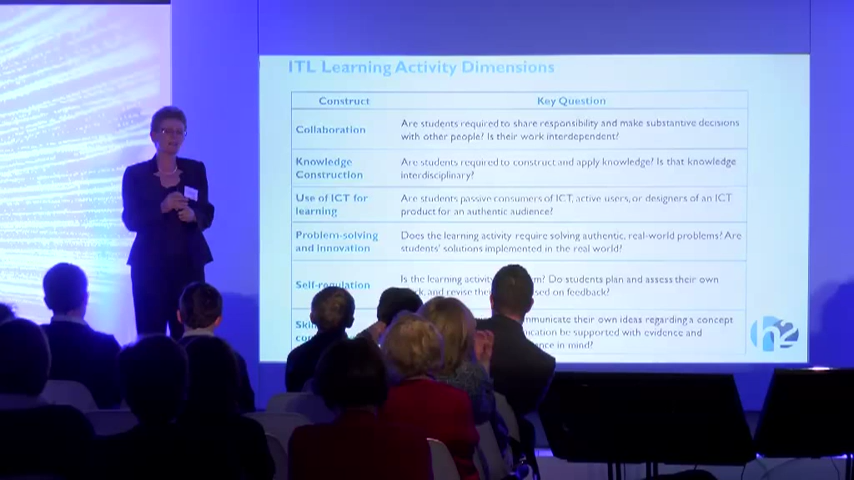 ITL Learning Activity Dimensions
Construct Key Question
Collaboration Are students required to share responsibility and make substantive decisions
with other people? Is their work interdependent?
Knowledge Are students required to construct and apply knowledge? Is that knowledge
Construction interdisciplinary?
Use of ICT for Are students passive consumers of ICT, active users, or designers of an ICT
learning product for an authentic audience?
Problem-solving Does the learning activity require solving authentic, real-world problems? Are
and Innovation students' solutions implemented in the real world?
Self-regulation Is the learning activity Do students plan and assess their own
and revise based on feedback?
their own ideas regarding a concept
be supported with evidence and
in mind?
h2